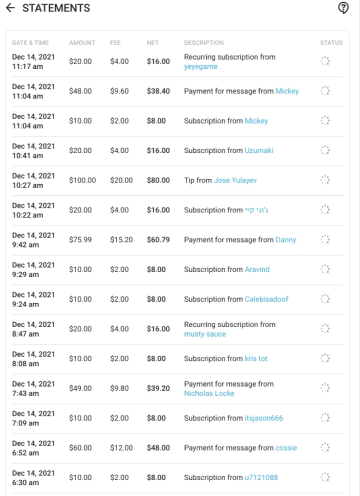 ← STATEMENTS
DATE & TIME AMOUNT FEE NET DESCRIPTION STATUS
Dec 14, 2021 $20.00 $4.00 $16.00 Recurring subscription from
11:17 am yeyegame
Dec 14, 2021 $48.00 $9.60 $38.40 Payment for message from Mickey
11:04 am
Dec 14, 2021 $10.00 $2.00 $8.00 Subscription from Mickey
11:04 am
Dec 14, 2021 $20.00 $4.00 $16.00 Subscription from Uzumaki
10:41 am
Dec 14, 2021 $100.00 $20.00 $80.00 Tip from Jose Yulayev
10:27 am
Dec 14, 2021 $20.00 $4.00 $16.00 Subscription from ג'וני קיי
10:22 am
Dec 14, 2021 $75.99 $15.20 $60.79 Payment for message from Danny
9:42 am
Dec 14, 2021 $10.00 $2.00 $8.00 Subscription from Aravind
9:29 am
Dec 14, 2021 $10.00 $2.00 $8.00 Subscription from Calebisadoof
9:24 am
Dec 14, 2021 $20.00 $4.00 $16.00 Recurring subscription from
8:47 am musty sauce
Dec 14, 2021 $10.00 $2.00 $8.00 Subscription from kris tot
8:08 am
Dec 14, 2021 $49.00 $9.80 $39.20 Payment for message from
7:43 am Nicholas Locke
Dec 14, 2021 $10.00 $2.00 $8.00 Subscription from itsjason666
7:09 am
Dec 14, 2021 $60.00 $12.00 $48.00 Payment for message from cossie
6:52 am
Dec 14, 2021 $10.00 $2.00 $8.00 Subscription from u7121088
6:30 am